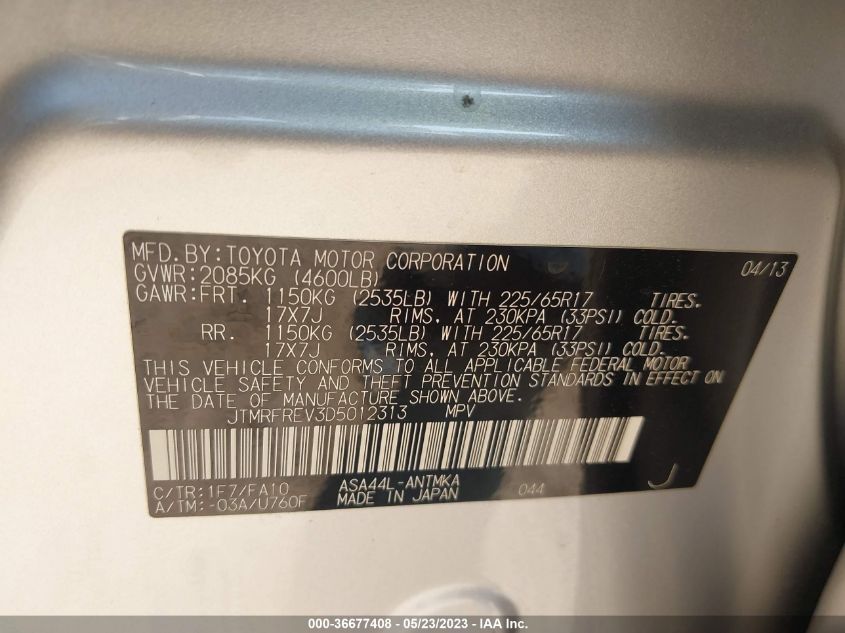 MFD.BY:TOYOTA MOTOR CORPORATION 04/13
GVWR:2085KG (4600LB)
GAWR:FRT. 1150KG (2535LB) WITH 225/65R17 TIRES.
17X7J RIMS, AT 230KPA (33PSI) COLD.
RR. 1150KG (2535LB) WITH 225/65R17 TIRES.
17X7J RIMS, AT 230KPA (33PSI) COLD.
THIS VEHICLE CONFORMS TO ALL APPLICABLE FEDERAL MOTOR
VEHICLE SAFETY AND THEFT PREVENTION STANDARDS IN EFFECT ON
THE DATE OF MANUFACTURE SHOWN ABOVE.
JTMRFREV3D5012313 MPV
C/TR:1F7/FA10 ASA44L-ANTMKA 044 J
A/TM:-03A/U760F MADE IN JAPAN
000-36677408 - 05/23/2023 - IAA Inc.